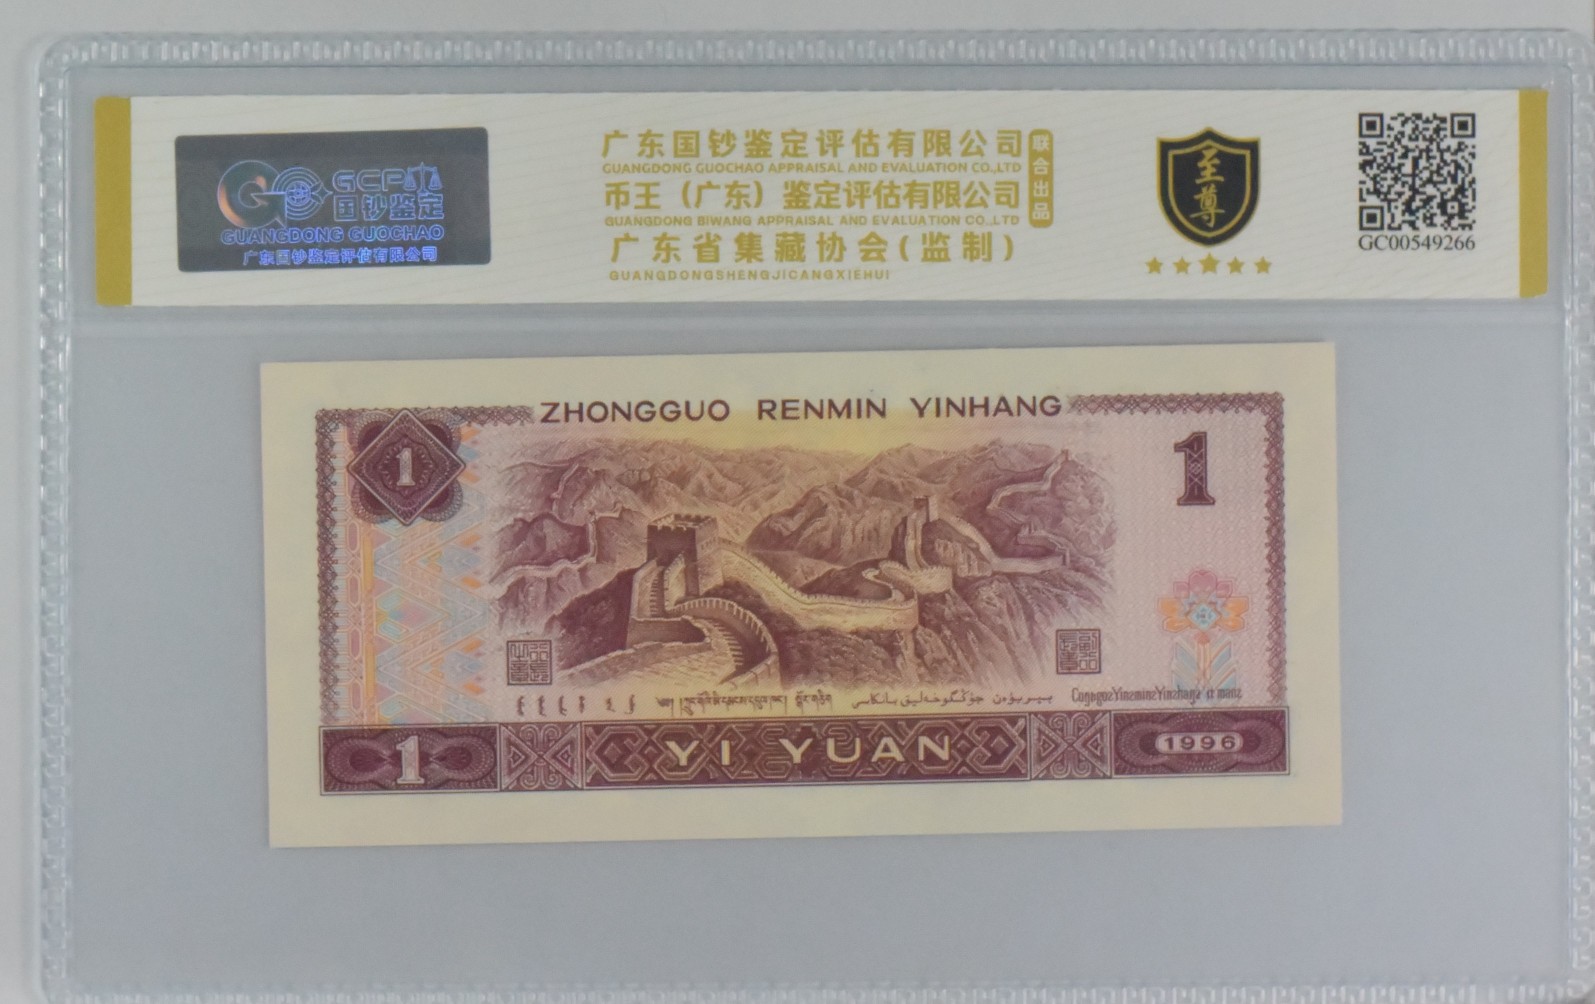 GCP
国钞鉴定
GUANGDONG GUOCHAO
广东国钞鉴定评估有限公司
广东国钞鉴定评估有限公司
GUANGDONG GUOCHAO APPRAISAL AND EVALUATION CO.,LTD
币王（广东）鉴定评估有限公司
GUANGDONG BIWANG APPRAISAL AND EVALUATION CO.,LTD
广东省集藏协会(监制)
GUANGDONGSHENGJICANGXIEHUI
联合出品
至尊
GC00549266
ZHONGGUO RENMIN YINHANG
1
1
1
YI YUAN
1996